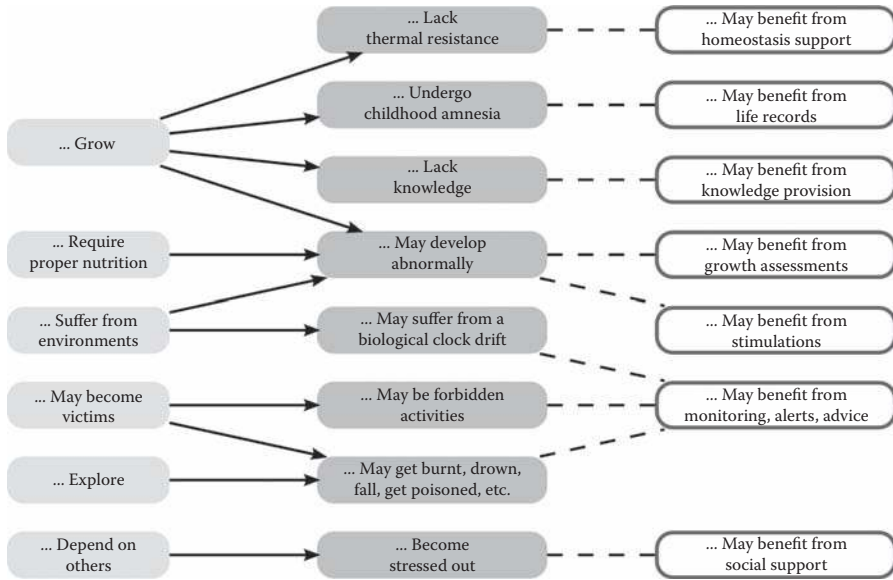 ... Lack
thermal resistance
... May benefit from
homeostasis support
... Undergo
childhood amnesia
... May benefit from
life records
... Grow
... Lack
knowledge
... May benefit from
knowledge provision
... Require
proper nutrition
... May develop
abnormally
... May benefit from
growth assessments
... Suffer from
environments
... May suffer from a
biological clock drift
... May benefit from
stimulations
... May become
victims
... May be forbidden
activities
... May benefit from
monitoring, alerts, advice
... Explore
... May get burnt, drown,
fall, get poisoned, etc.
... Depend on
others
... Become
stressed out
... May benefit from
social support